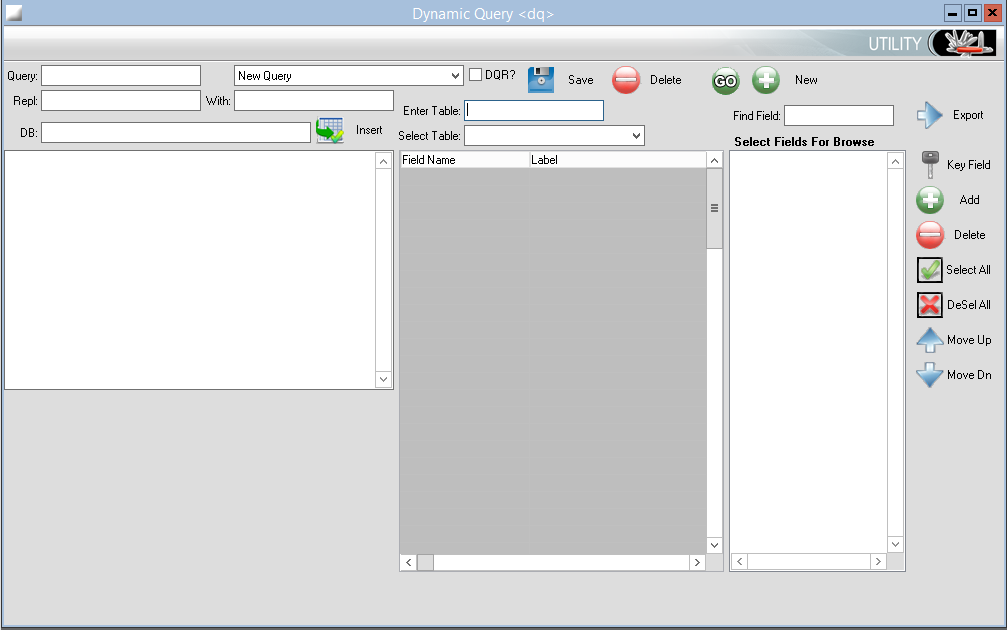 Dynamic Query <dq>
UTILITY
Query: New Query DQR? Save Delete GO New
Repl: With: Enter Table: Find Field: Export
DB: Insert Select Table:
Select Fields For Browse
Field Name Label
Key Field
Add
Delete
Select All
DeSel All
Move Up
Move Dn